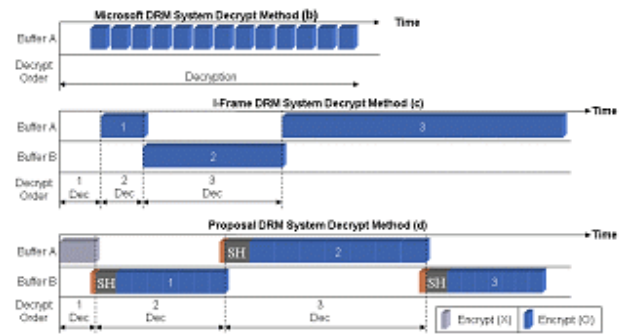 Microsoft DRM System Decrypt Method (b)
Time
Buffer A
Decrypt Order
Decryption
I-Frame DRM System Decrypt Method (c)
Time
Buffer A
1
3
Buffer B
2
Decrypt Order
1 Dec
2 Dec
3 Dec
Proposal DRM System Decrypt Method (d)
Time
Buffer A
SH
2
Buffer B
SH
1
SH
3
Decrypt Order
1 Dec
2 Dec
3 Dec
Encrypt (X)
Encrypt (O)